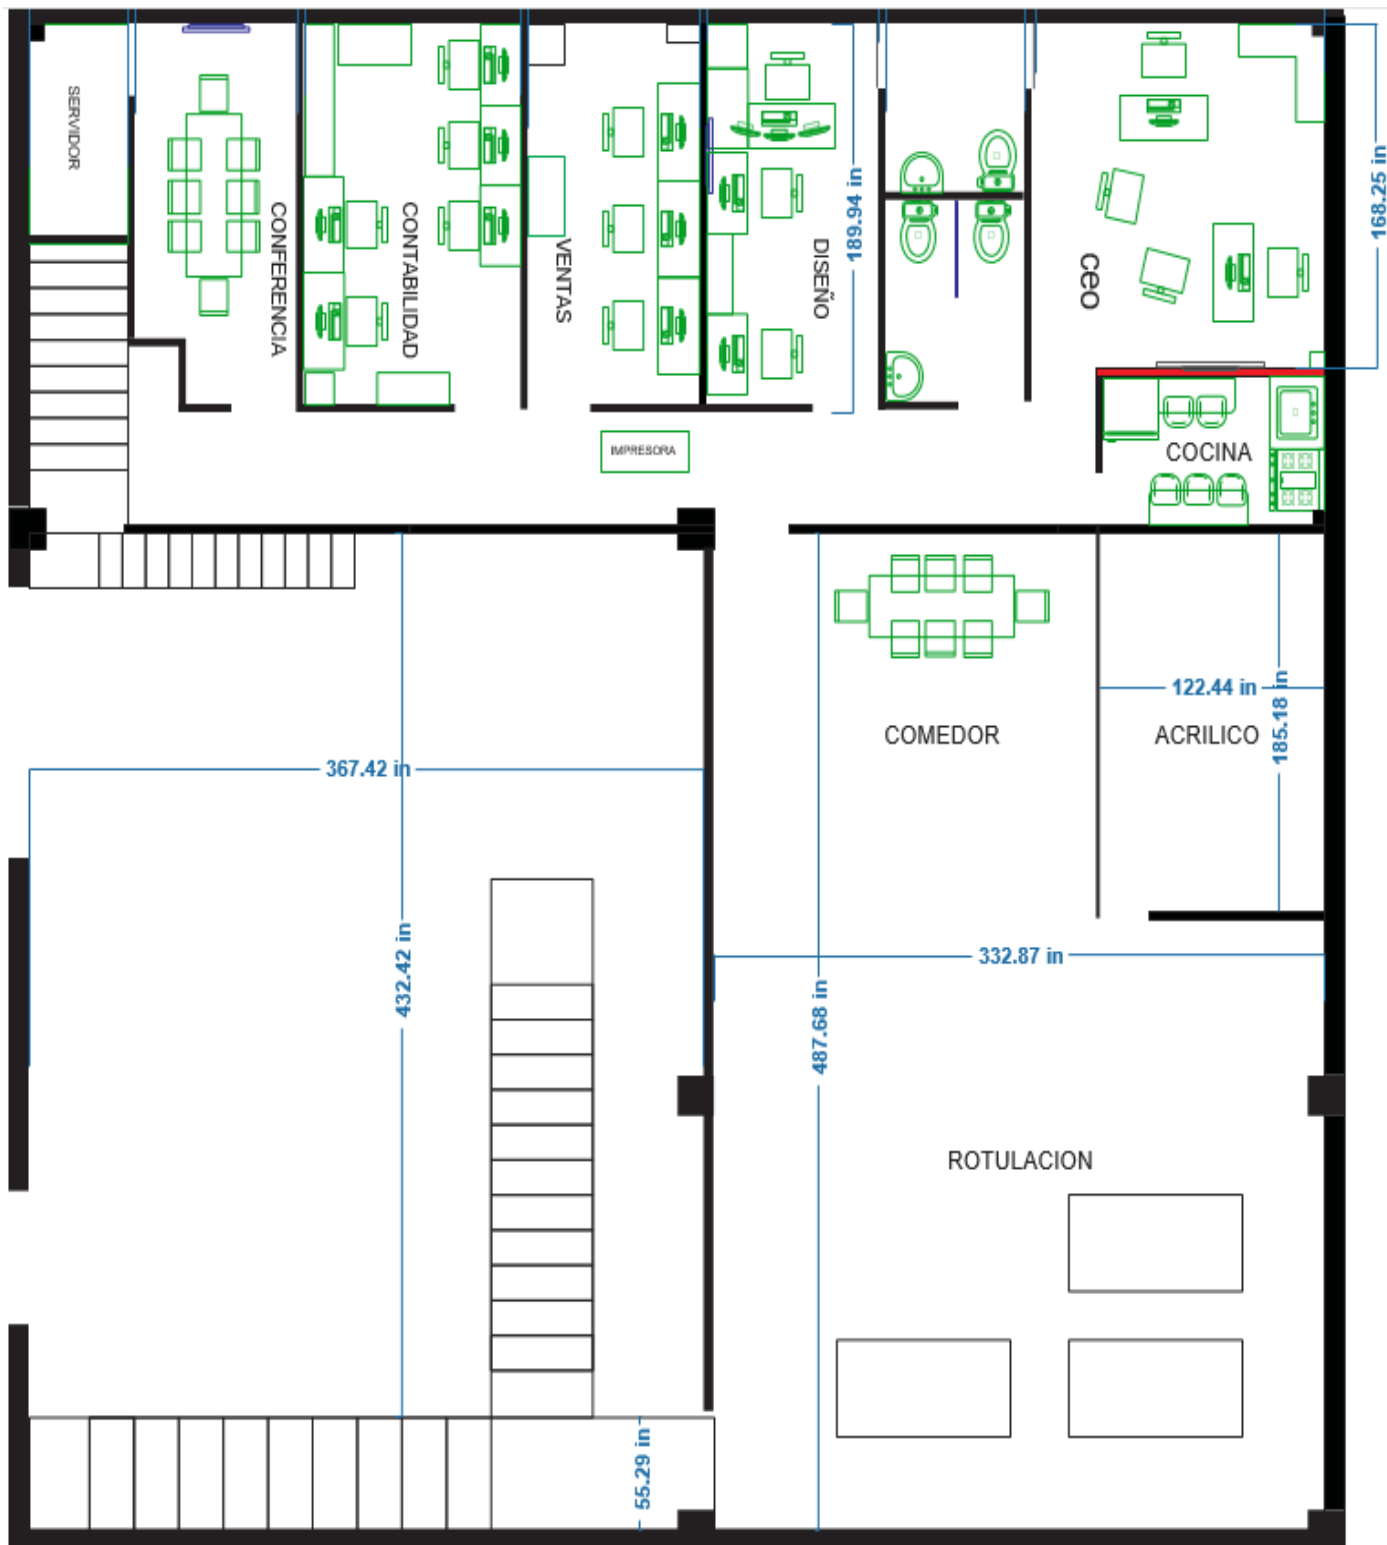 SERVIDOR
CONFERENCIA
CONTABILIDAD
VENTAS
DISEÑO
189.94 in
ceo
168.25 in
IMPRESORA
COCINA
122.44 in
185.18 in
COMEDOR
ACRILICO
367.42 in
432.42 in
332.87 in
487.68 in
ROTULACION
55.29 in